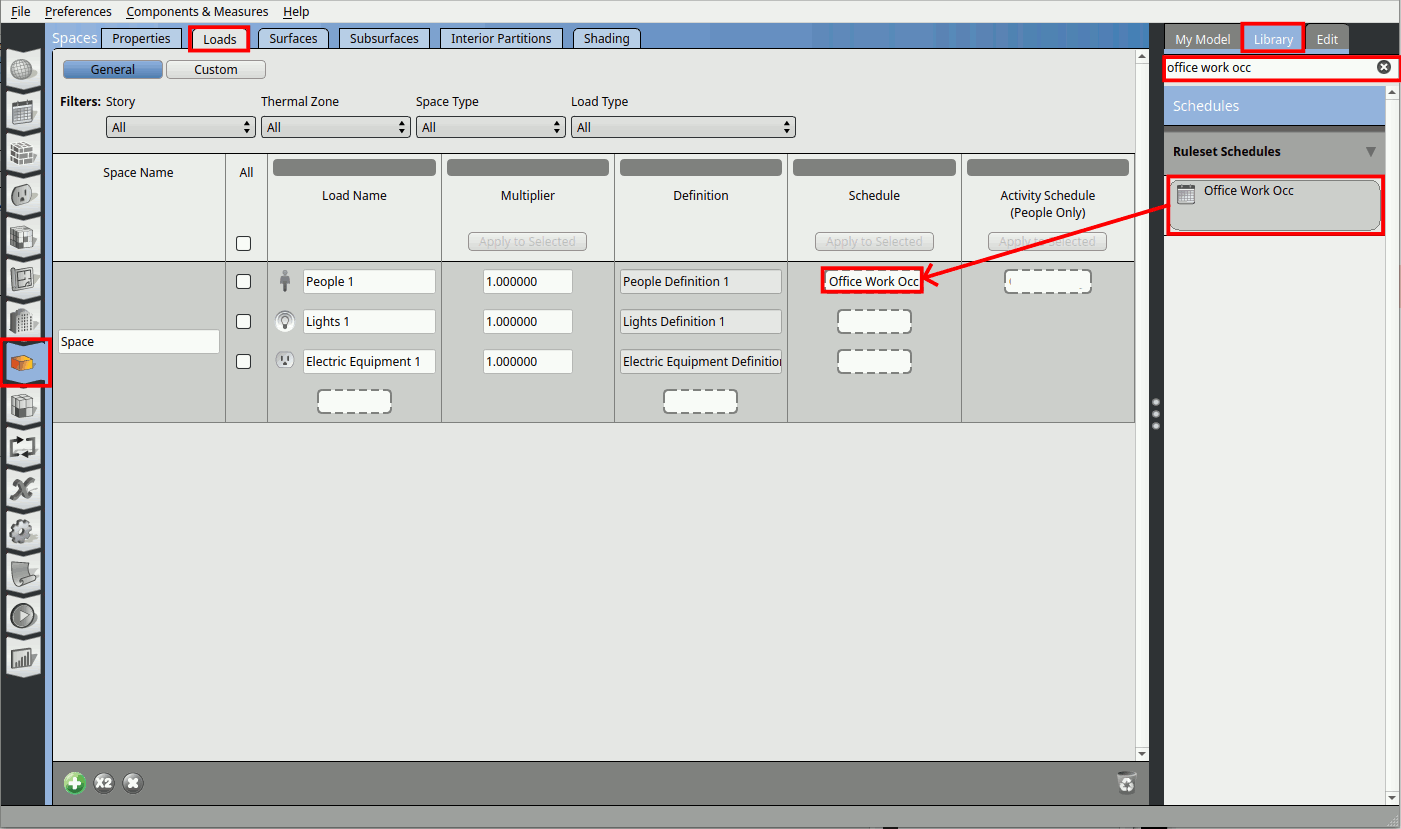 File Preferences Components & Measures Help
Spaces Properties Loads Surfaces Subsurfaces Interior Partitions Shading
My Model Library Edit
General Custom
office work occ
Filters: Story Thermal Zone Space Type Load Type
All All All All
Schedules
Ruleset Schedules
Office Work Occ
Space Name All Load Name Multiplier Definition Schedule Activity Schedule
(People Only)
Apply to Selected Apply to Selected Apply to Selected
People 1 1.000000 People Definition 1 Office Work Occ
Lights 1 1.000000 Lights Definition 1
Space
Electric Equipment 1 1.000000 Electric Equipment Definition
X2